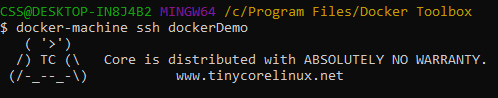 CSS@DESKTOP-IN8J4B2 MINGW64 /c/Program Files/Docker Toolbox
$ docker-machine ssh dockerDemo
   ( '>')
  /) TC (\   Core is distributed with ABSOLUTELY NO WARRANTY.
 (/-_--_-\)           www.tinycorelinux.net